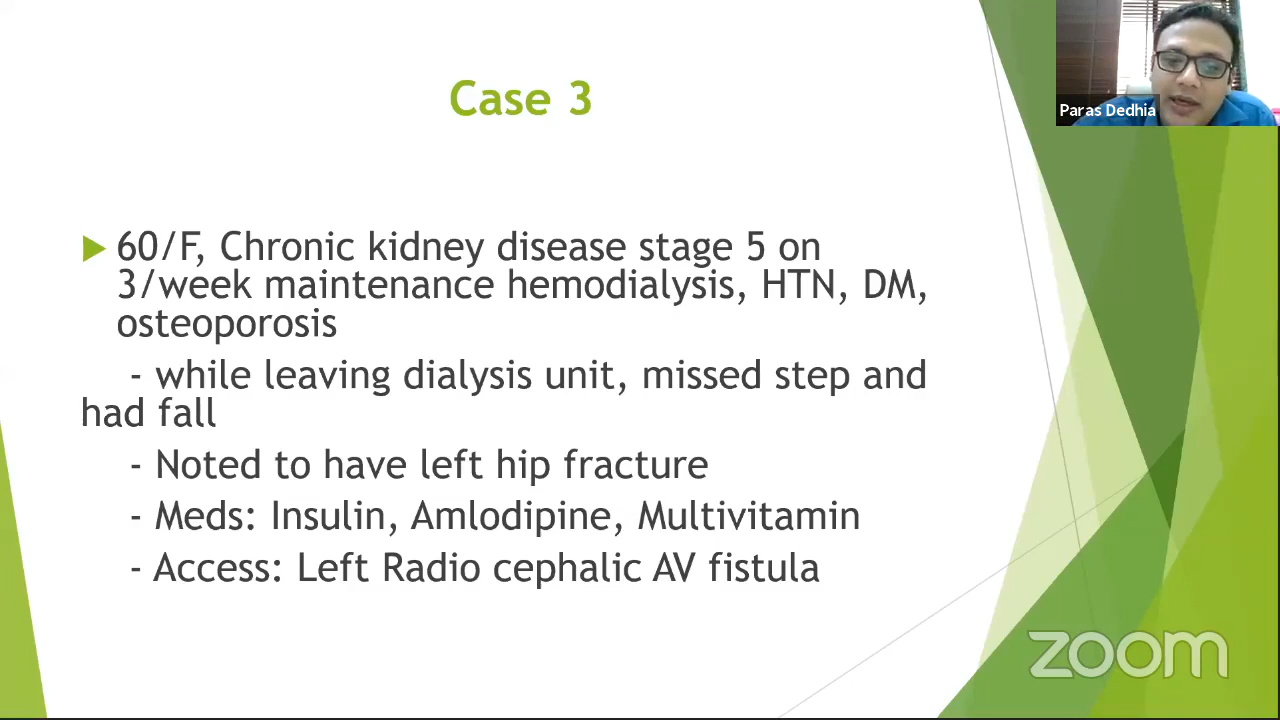 Case 3
Paras Dedhia
60/F, Chronic kidney disease stage 5 on
3/week maintenance hemodialysis, HTN, DM,
osteoporosis
- while leaving dialysis unit, missed step and
had fall
- Noted to have left hip fracture
- Meds: Insulin, Amlodipine, Multivitamin
- Access: Left Radio cephalic AV fistula
zoom